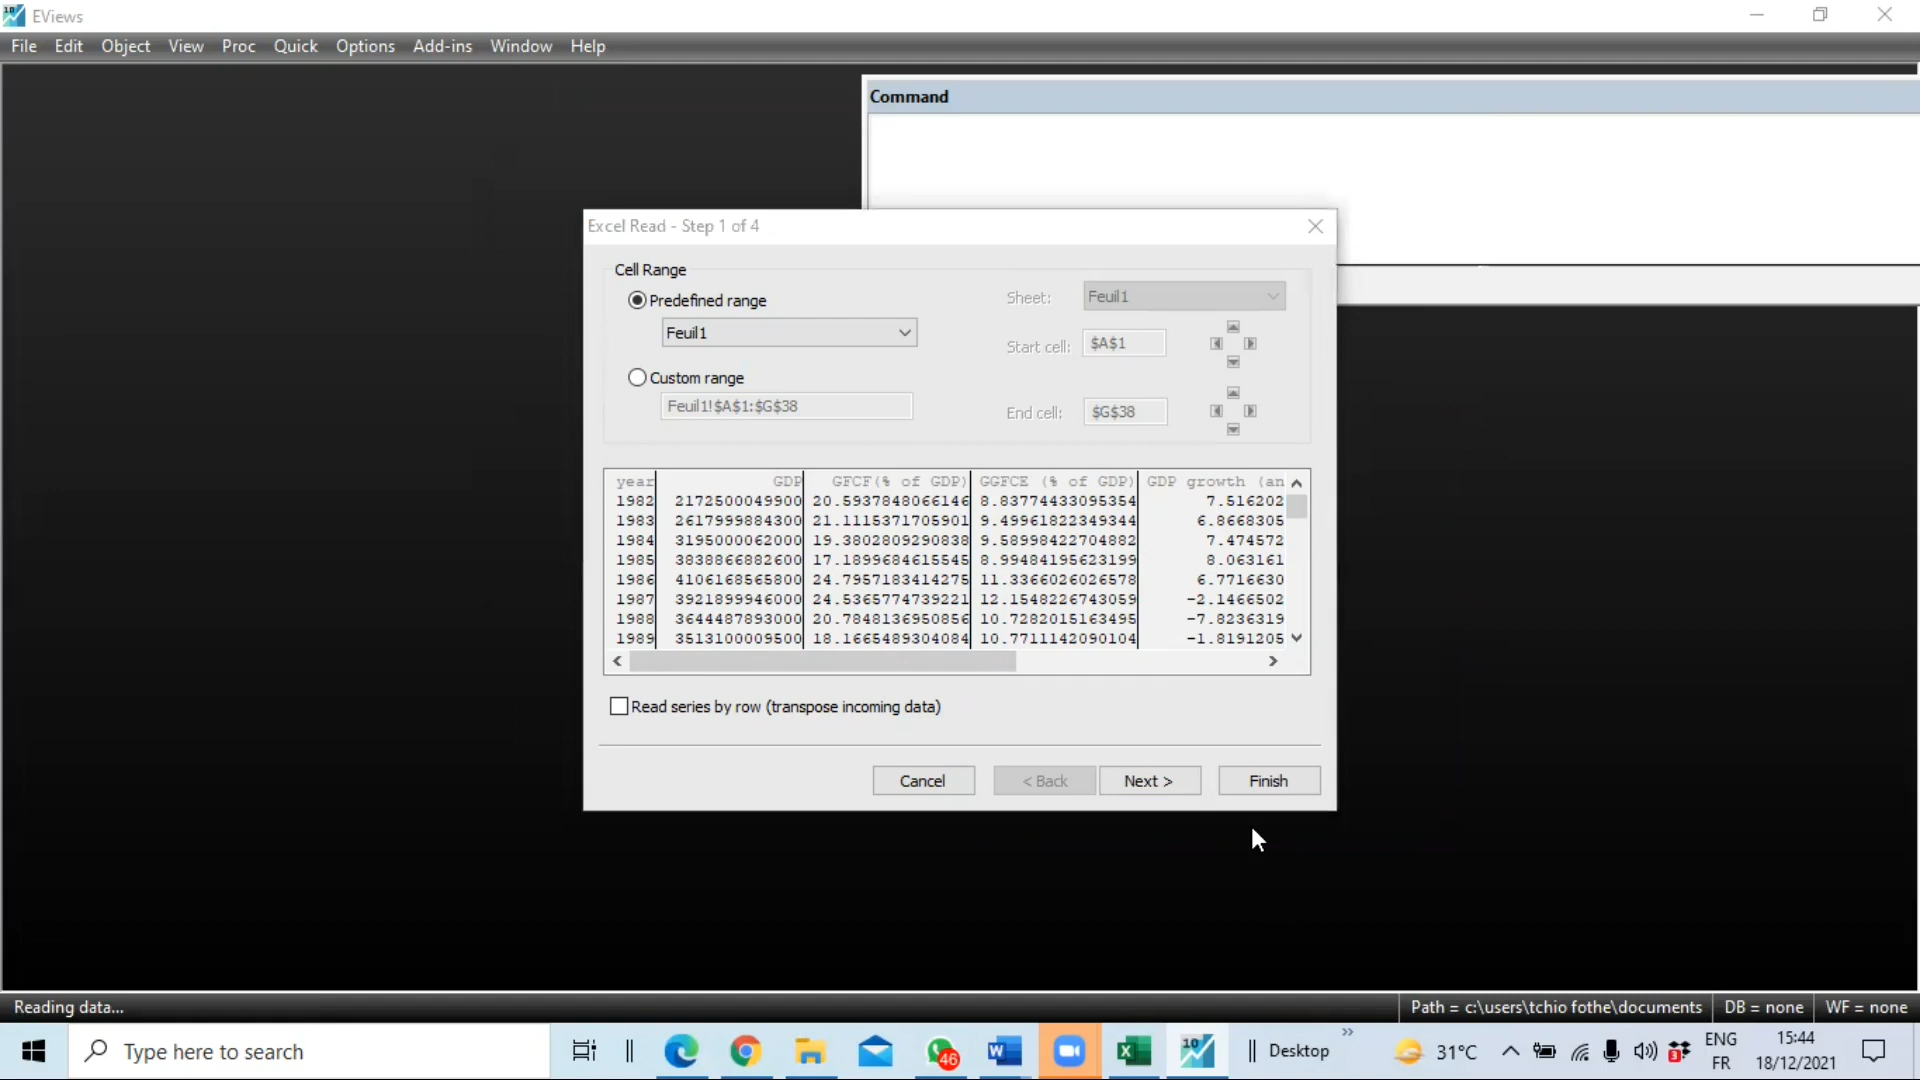 10 EViews
File Edit Object View Proc Quick Options Add-ins Window Help
Command
Excel Read - Step 1 of 4
Cell Range
Predefined range
Feuil1
Custom range
Feuil1!$A$1:$G$38
Sheet: Feuil1
Start cell: $A$1
End cell: $G$38
year GDP GFCF(% of GDP) GGFCE (% of GDP) GDP growth (an
1982 2172500049900 20.5937848066146 8.83774433095354 7.516202
1983 2617999884300 21.1115371705901 9.49961822349344 6.8668305
1984 3195000062000 19.3802809290838 9.58998422704882 7.474572
1985 3838866882600 17.1899684615545 8.99484195623199 8.063161
1986 4106168565800 24.7957183414275 11.3366026026578 6.7716630
1987 3921899946000 24.5365774739221 12.1548226743059 -2.1466502
1988 3644487893000 20.7848136950856 10.7282015163495 -7.8236319
1989 3513100009500 18.1665489304084 10.7711142090104 -1.8191205
Read series by row (transpose incoming data)
Cancel < Back Next > Finish
Reading data... Path = c:\users\tchio fothe\documents DB = none WF = none
Type here to search 46 W X 10 Desktop » 31°C 3 ENG 15:44
FR 18/12/2021